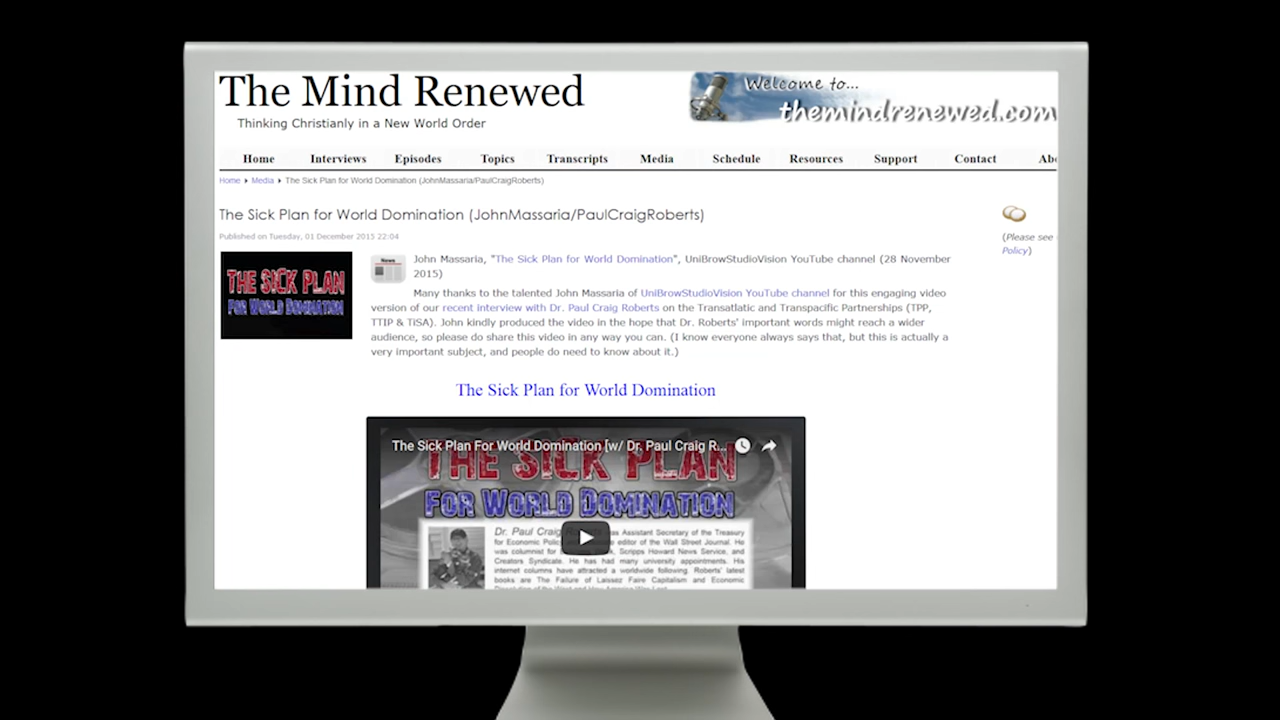 The Mind Renewed
Thinking Christianly in a New World Order
Welcome to...
themindrenewed.com
Home Interviews Episodes Topics Transcripts Media Schedule Resources Support Contact
Home Media The Sick Plan for World Domination (JohnMassaria/PaulCraigRoberts)
The Sick Plan for World Domination (JohnMassaria/PaulCraigRoberts)
Published on Tuesday, 01 December 2015 22:04
(Please see
Policy)
THE SICK PLAN
FOR WORLD DOMINATION
News
John Massaria, "The Sick Plan for World Domination", UniBrowStudioVision YouTube channel (28 November
2015)
Many thanks to the talented John Massaria of UniBrowStudioVision YouTube channel for this engaging video
version of our recent interview with Dr. Paul Craig Roberts on the Transatlatic and Transpacific Partnerships (TPP,
TTIP & TiSA). John kindly produced the video in the hope that Dr. Roberts' important words might reach a wider
audience, so please do share this video in any way you can. (I know everyone always says that, but this is actually a
very important subject, and people do need to know about it.)
The Sick Plan for World Domination
The Sick Plan For World Domination [w/ Dr. Paul Craig R...
THE SICK PLAN
FOR WORLD DOMINATION
Dr. Paul Craig was Assistant Secretary of the Treasury
for Economic editor of the Wall Street Journal. He
was columnist for Scripps Howard News Service, and
Creators Syndicate. He has had many university appointments. His
internet columns have attracted a worldwide following. Roberts' latest
books are The Failure of Laissez Faire Capitalism and Economic